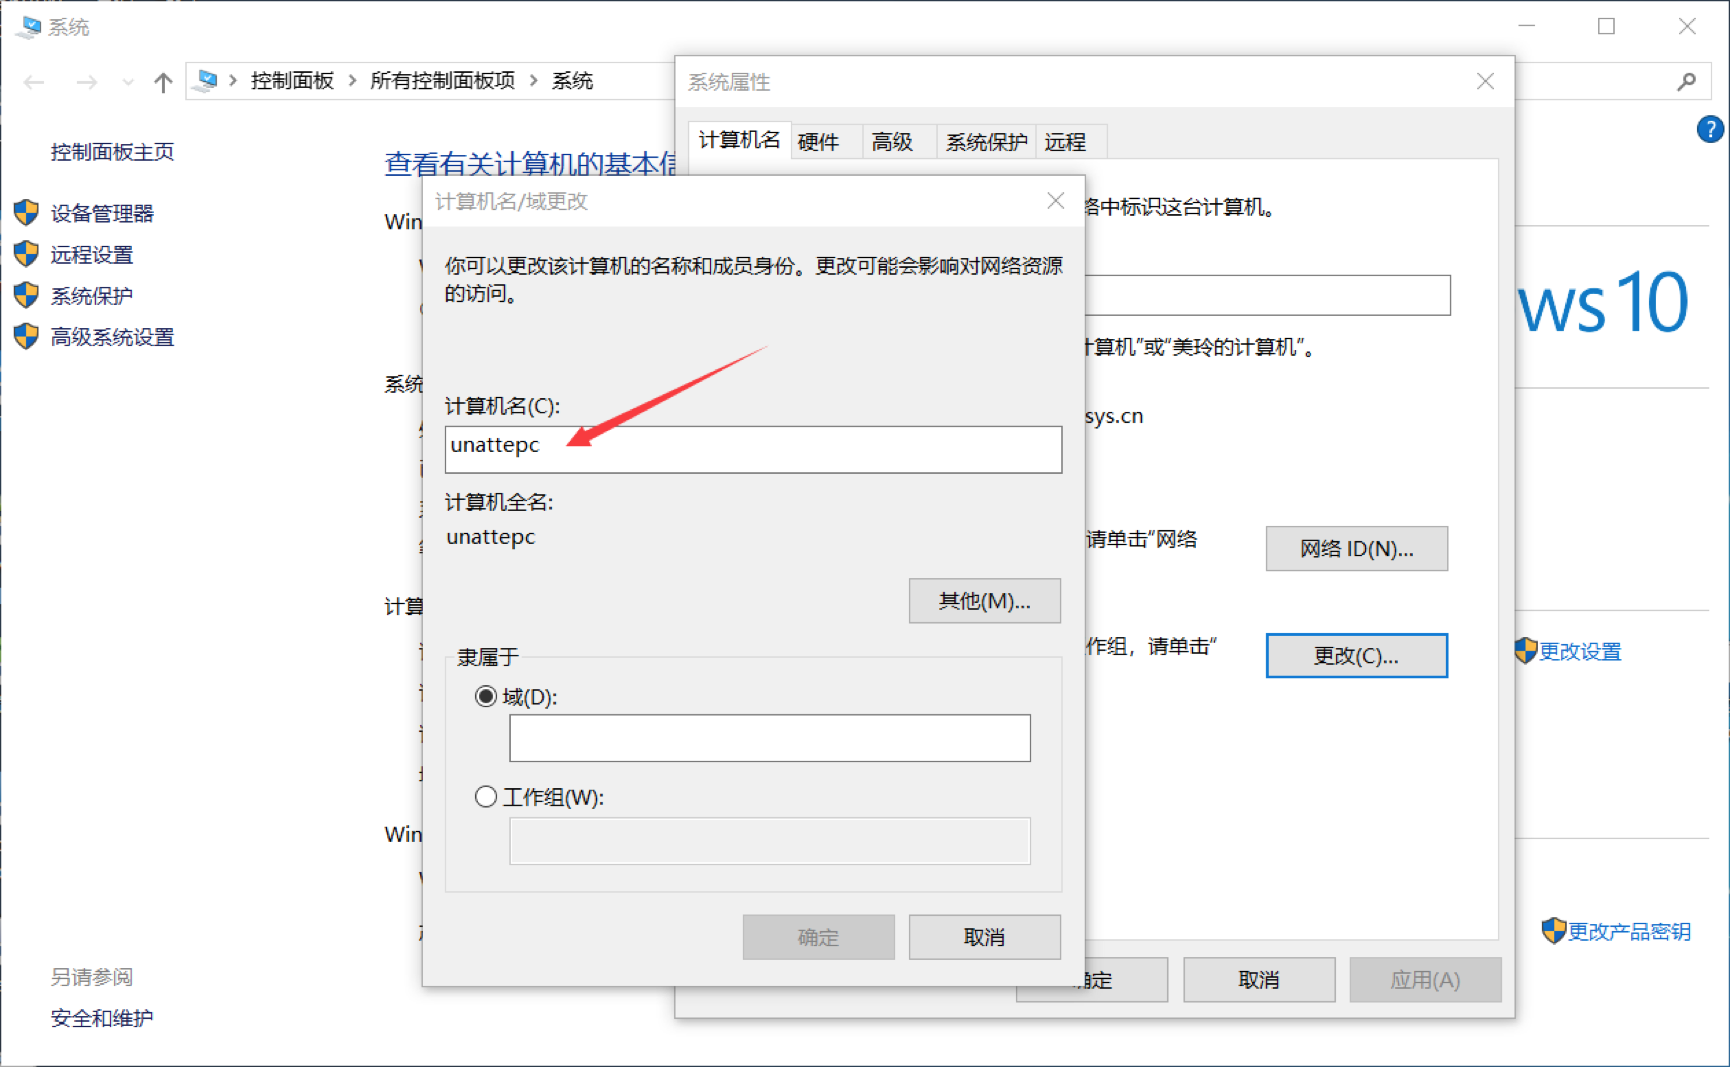 系统
控制面板 所有控制面板项 系统
系统属性
控制面板主页
设备管理器
远程设置
系统保护
高级系统设置
另请参阅
安全和维护
查看有关计算机的基本信
Win
系统
计算
Win
计算机名 硬件 高级 系统保护 远程
络中标识这台计算机。
计算机”或“美玲的计算机”。
sys.cn
请单击“网络
网络 ID(N)...
作组，请单击“
更改(C)...
确定 取消 应用(A)
计算机名/域更改
你可以更改该计算机的名称和成员身份。更改可能会影响对网络资源
的访问。
计算机名(C):
unattepc
计算机全名:
unattepc
其他(M)...
隶属于
域(D):
工作组(W):
确定 取消
ws 10
更改设置
更改产品密钥
?